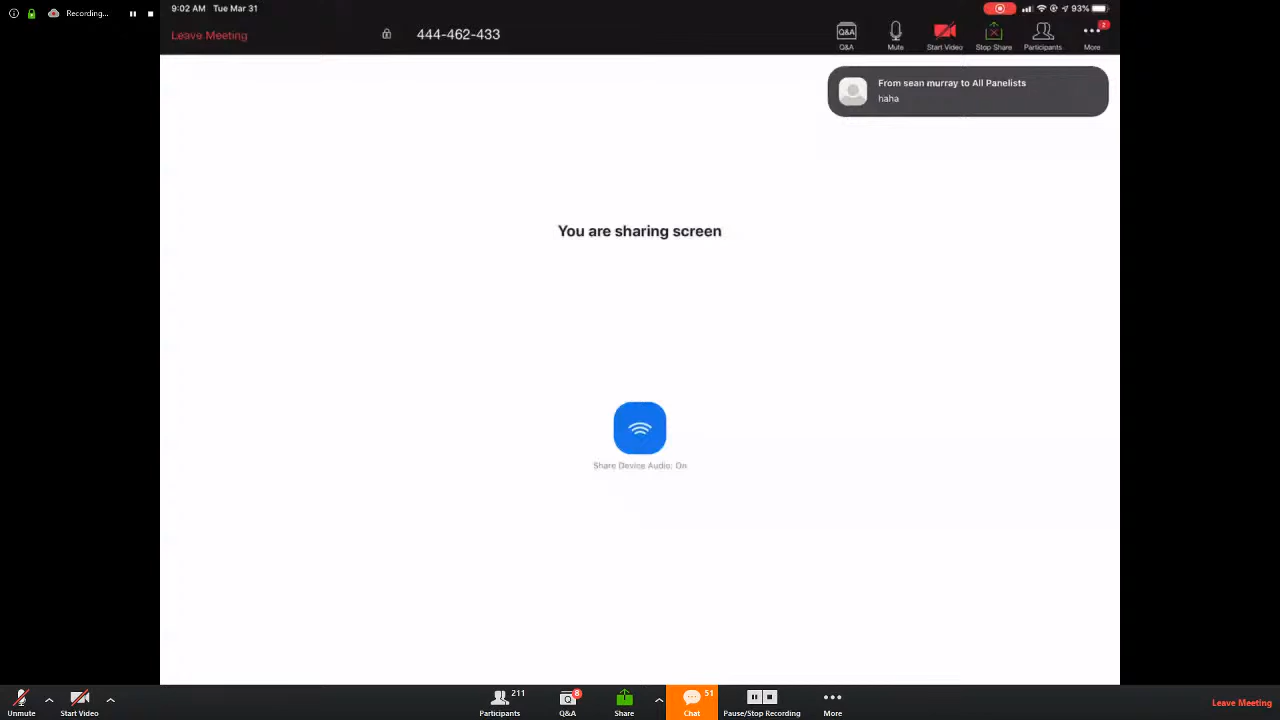 Recording...
9:02 AM Tue Mar 31
93%
Leave Meeting
444-462-433
Q&A
Q&A
Mute
Start Video
Stop Share
Participants
2
More
From sean murray to All Panelists
haha
You are sharing screen
Share Device Audio: On
Unmute
Start Video
211
Participants
8
Q&A
Share
51
Chat
Pause/Stop Recording
More
Leave Meeting